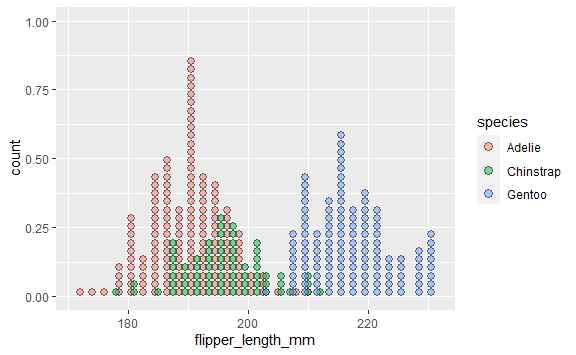 1.00
0.75
0.50
0.25
0.00
count
180
200
220
flipper_length_mm
species
Adelie
Chinstrap
Gentoo